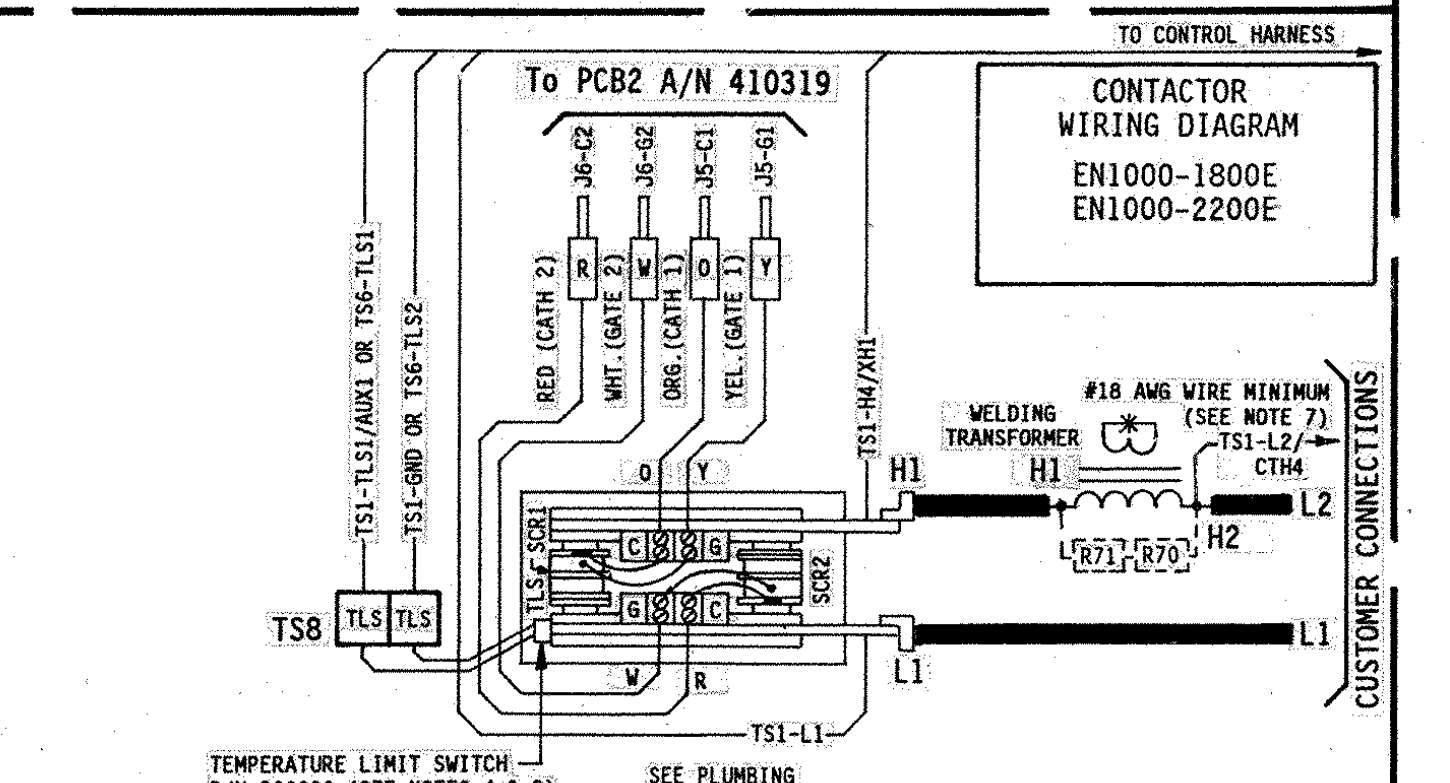 TO CONTROL HARNESS
To PCB2 A/N 410319
CONTACTOR
WIRING DIAGRAM
EN1000-1800E
EN1000-2200E
J6-C2
J6-G2
J5-C1
J5-G1
R
W
O
Y
RED (CATH 2)
WHT.(GATE 2)
ORG.(CATH 1)
YEL.(GATE 1)
TS1-TLS1/AUX1 OR TS6-TLS1
TS1-GND OR TS6-TLS2
TS1-H4/XH1
#18 AWG WIRE MINIMUM
(SEE NOTE 7)
WELDING
TRANSFORMER
TS1-L2/
CTH4
CUSTOMER CONNECTIONS
O Y
H1
H1
L2
H2
R71
R70
TLS
SCR1
C
G
SCR2
G
C
TS8
TLS
TLS
L1
L1
W
R
TS1-L1
TEMPERATURE LIMIT SWITCH
SEE PLUMBING